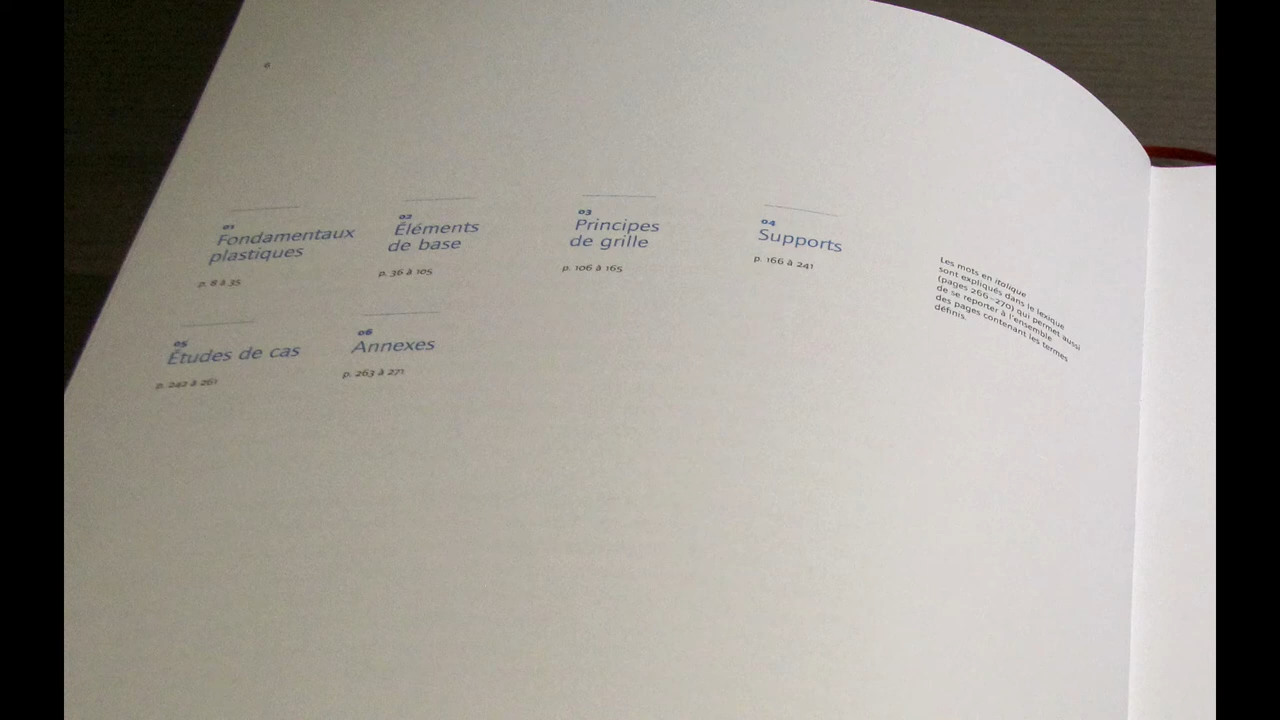 6
01
Fondamentaux
plastiques
p. 8 à 35
02
Éléments
de base
p. 36 à 105
03
Principes
de grille
p. 106 à 165
04
Supports
p. 166 à 241
05
Études de cas
p. 242 à 261
06
Annexes
p. 263 à 271
Les mots en italique
sont expliqués dans le lexique
(pages 266–270) qui permet aussi
de se reporter à l'ensemble
des pages contenant les termes
définis.